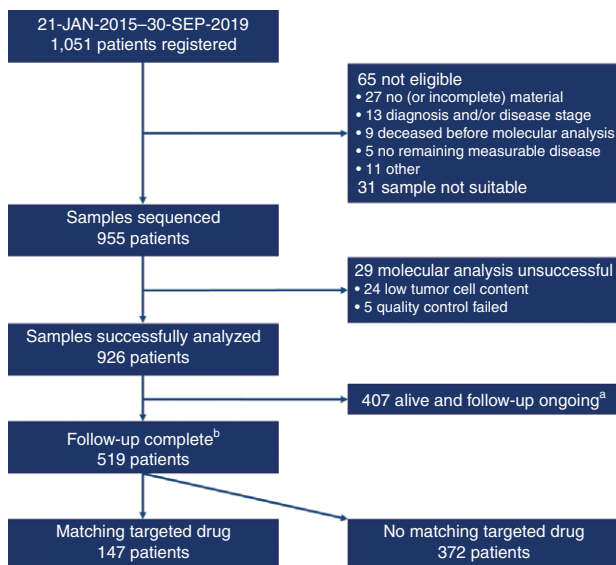 21-JAN-2015–30-SEP-2019
1,051 patients registered
65 not eligible
• 27 no (or incomplete) material
• 13 diagnosis and/or disease stage
• 9 deceased before molecular analysis
• 5 no remaining measurable disease
• 11 other
31 sample not suitable
Samples sequenced
955 patients
29 molecular analysis unsuccessful
• 24 low tumor cell content
• 5 quality control failed
Samples successfully analyzed
926 patients
407 alive and follow-up ongoingᵃ
Follow-up completeᵇ
519 patients
Matching targeted drug
147 patients
No matching targeted drug
372 patients